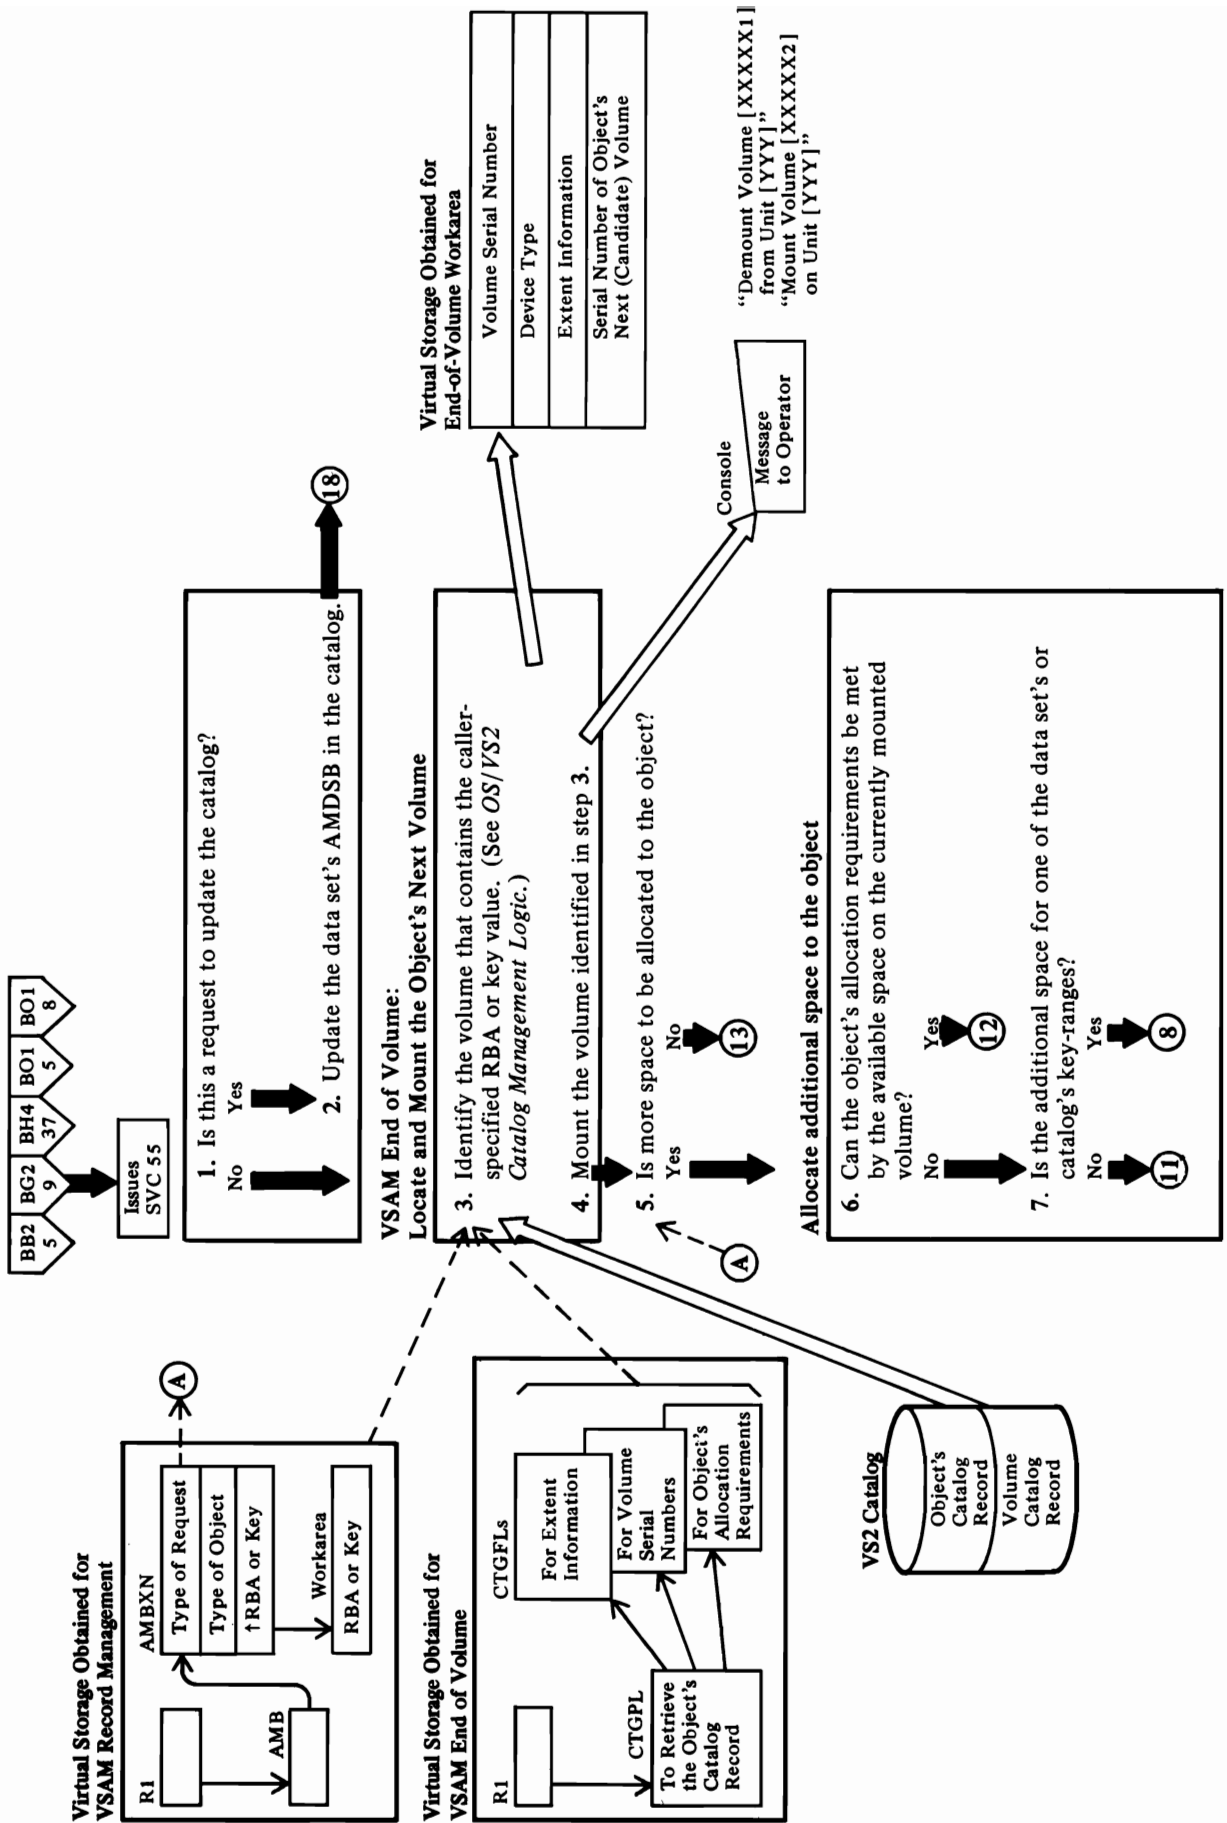 BB2
5
BG2
9
BH4
37
BO1
5
BO1
8
Issues
SVC 55
Virtual Storage Obtained for
VSAM Record Management
R1
AMB
AMBXN
Type of Request
Type of Object
↑RBA or Key
Workarea
RBA or Key
A
1. Is this a request to update the catalog?
No
Yes
2. Update the data set's AMDSB in the catalog.
18
Virtual Storage Obtained for
VSAM End of Volume
R1
CTGPL
To Retrieve
the Object's
Catalog
Record
CTGFLs
For Extent
Information
For Volume
Serial
Numbers
For Object's
Allocation
Requirements
VSAM End of Volume:
Locate and Mount the Object's Next Volume
3. Identify the volume that contains the caller-
specified RBA or key value. (See OS/VS2
Catalog Management Logic.)
4. Mount the volume identified in step 3.
5. Is more space to be allocated to the object?
Yes
No
13
A
Virtual Storage Obtained for
End-of-Volume Workarea
Volume Serial Number
Device Type
Extent Information
Serial Number of Object's
Next (Candidate) Volume
Console
Message
to Operator
“Demount Volume [XXXXX1]
from Unit [YYY]”
“Mount Volume [XXXXX2]
on Unit [YYY]”
VS2 Catalog
Object's
Catalog
Record
Volume
Catalog
Record
Allocate additional space to the object
6. Can the object's allocation requirements be met
by the available space on the currently mounted
volume?
No
Yes
12
7. Is the additional space for one of the data set's or
catalog's key-ranges?
No
Yes
11
8